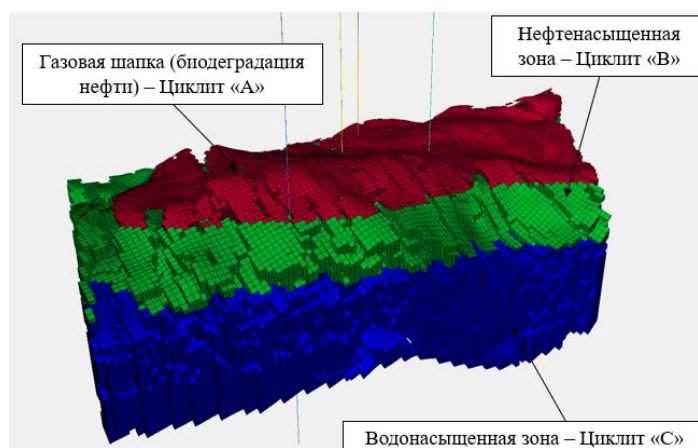 Газовая шапка (биодеградация
нефти) – Циклит «А»
Нефтенасыщенная
зона – Циклит «В»
Водонасыщенная зона – Циклит «С»